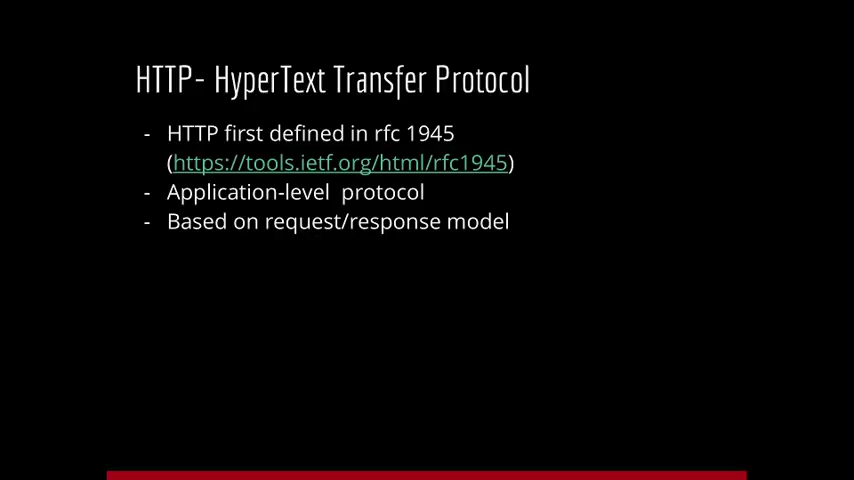 HTTP- HyperText Transfer Protocol
- HTTP first defined in rfc 1945
(https://tools.ietf.org/html/rfc1945)
- Application-level protocol
- Based on request/response model